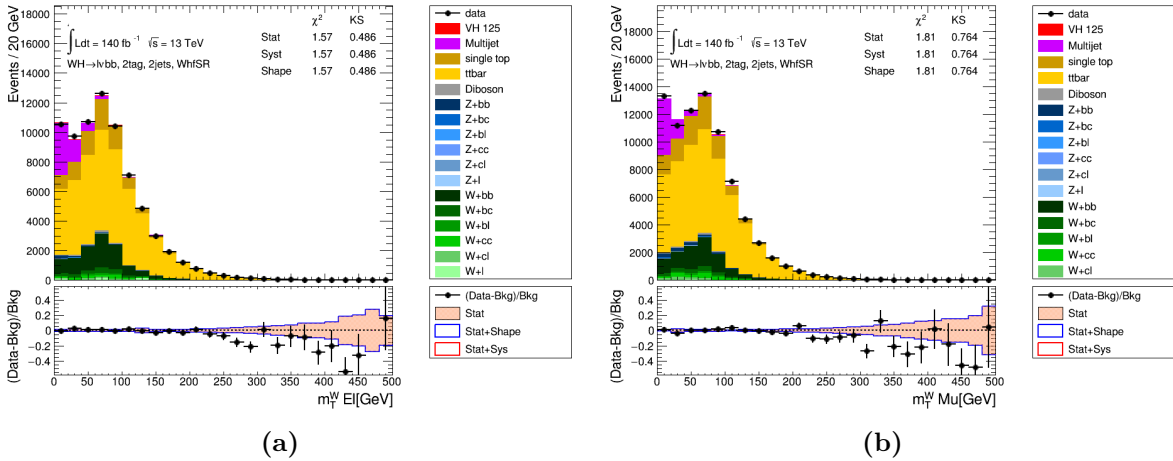 Events / 20 GeV
18000
16000
14000
12000
10000
8000
6000
4000
2000
0
∫Ldt = 140 fb⁻¹ √s = 13 TeV
WH→lvbb, 2tag, 2jets, WhfSR
χ² KS
Stat 1.57 0.486
Syst 1.57 0.486
Shape 1.57 0.486
data
VH 125
Multijet
single top
ttbar
Diboson
Z+bb
Z+bc
Z+bl
Z+cc
Z+cl
Z+l
W+bb
W+bc
W+bl
W+cc
W+cl
W+l
(Data-Bkg)/Bkg
0.4
0.2
0
−0.2
−0.4
0 50 100 150 200 250 300 350 400 450 500
m_T^W El[GeV]
(Data-Bkg)/Bkg
Stat
Stat+Shape
Stat+Sys
(a)
Events / 20 GeV
18000
16000
14000
12000
10000
8000
6000
4000
2000
0
∫Ldt = 140 fb⁻¹ √s = 13 TeV
WH→lvbb, 2tag, 2jets, WhfSR
χ² KS
Stat 1.81 0.764
Syst 1.81 0.764
Shape 1.81 0.764
data
VH 125
Multijet
single top
ttbar
Diboson
Z+bb
Z+bc
Z+bl
Z+cc
Z+cl
Z+l
W+bb
W+bc
W+bl
W+cc
W+cl
(Data-Bkg)/Bkg
0.4
0.2
0
−0.2
−0.4
0 50 100 150 200 250 300 350 400 450 500
m_T^W Mu[GeV]
(Data-Bkg)/Bkg
Stat
Stat+Shape
Stat+Sys
(b)